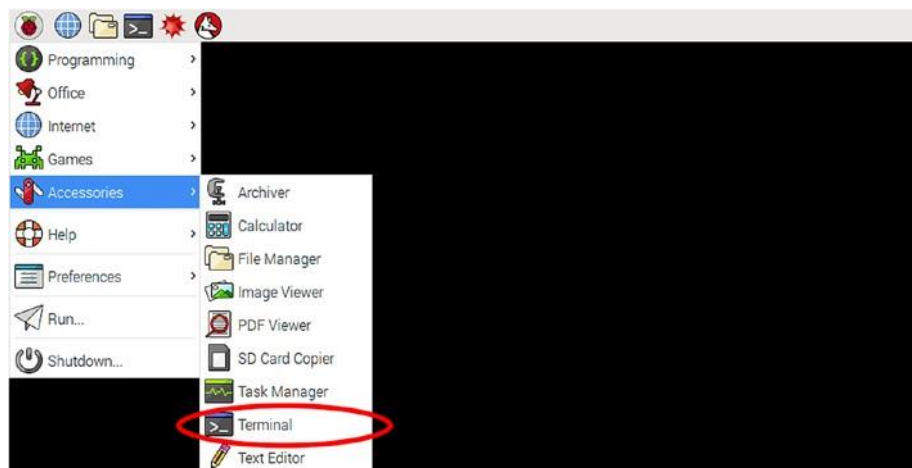 Programming
Office
Internet
Games
Accessories
Help
Preferences
Run...
Shutdown...
Archiver
Calculator
File Manager
Image Viewer
PDF Viewer
SD Card Copier
Task Manager
Terminal
Text Editor